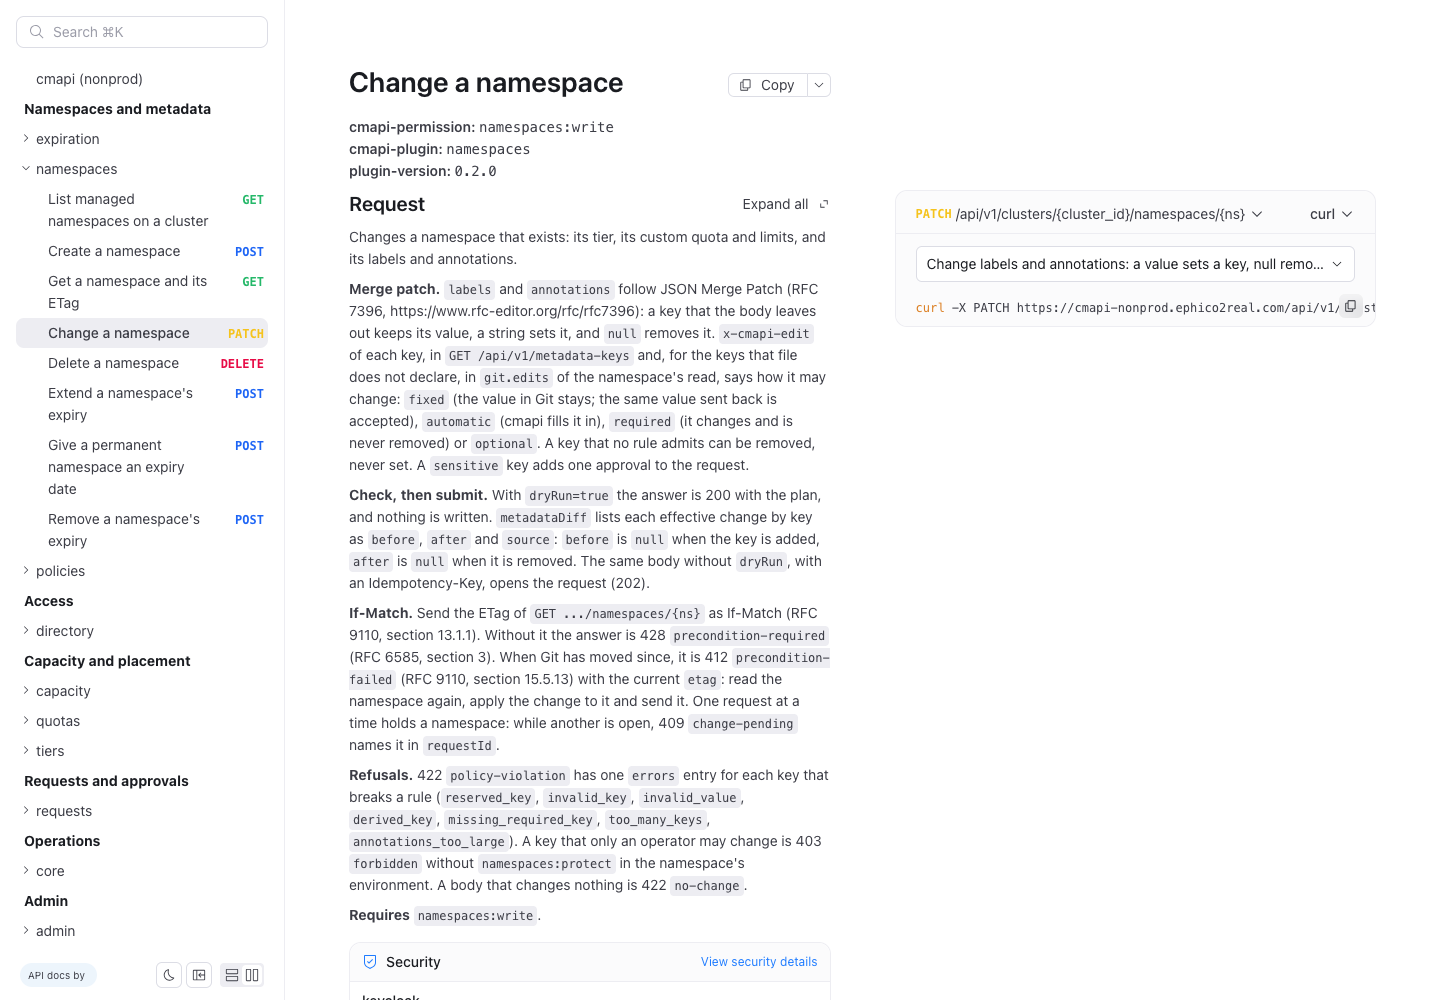 Search ⌘K
cmapi (nonprod)
Namespaces and metadata
expiration
namespaces
List managed GET
namespaces on a cluster
Create a namespace POST
Get a namespace and its GET
ETag
Change a namespace PATCH
Delete a namespace DELETE
Extend a namespace's POST
expiry
Give a permanent POST
namespace an expiry
date
Remove a namespace's POST
expiry
policies
Access
directory
Capacity and placement
capacity
quotas
tiers
Requests and approvals
requests
Operations
core
Admin
admin
API docs by
Change a namespace
Copy
cmapi-permission: namespaces:write
cmapi-plugin: namespaces
plugin-version: 0.2.0
Request
Expand all
Changes a namespace that exists: its tier, its custom quota and limits, and
its labels and annotations.
Merge patch. labels and annotations follow JSON Merge Patch (RFC
7396, https://www.rfc-editor.org/rfc/rfc7396): a key that the body leaves
out keeps its value, a string sets it, and null removes it. x-cmapi-edit
of each key, in GET /api/v1/metadata-keys and, for the keys that file
does not declare, in git.edits of the namespace's read, says how it may
change: fixed (the value in Git stays; the same value sent back is
accepted), automatic (cmapi fills it in), required (it changes and is
never removed) or optional. A key that no rule admits can be removed,
never set. A sensitive key adds one approval to the request.
Check, then submit. With dryRun=true the answer is 200 with the plan,
and nothing is written. metadataDiff lists each effective change by key
as before, after and source: before is null when the key is added,
after is null when it is removed. The same body without dryRun, with
an Idempotency-Key, opens the request (202).
If-Match. Send the ETag of GET .../namespaces/{ns} as If-Match (RFC
9110, section 13.1.1). Without it the answer is 428 precondition-required
(RFC 6585, section 3). When Git has moved since, it is 412 precondition-
failed (RFC 9110, section 15.5.13) with the current etag: read the
namespace again, apply the change to it and send it. One request at a
time holds a namespace: while another is open, 409 change-pending
names it in requestId.
Refusals. 422 policy-violation has one errors entry for each key that
breaks a rule (reserved_key, invalid_key, invalid_value,
derived_key, missing_required_key, too_many_keys,
annotations_too_large). A key that only an operator may change is 403
forbidden without namespaces:protect in the namespace's
environment. A body that changes nothing is 422 no-change.
Requires namespaces:write.
Security
View security details
PATCH /api/v1/clusters/{cluster_id}/namespaces/{ns}
curl
Change labels and annotations: a value sets a key, null remo...
curl -X PATCH https://cmapi-nonprod.ephico2real.com/api/v1/